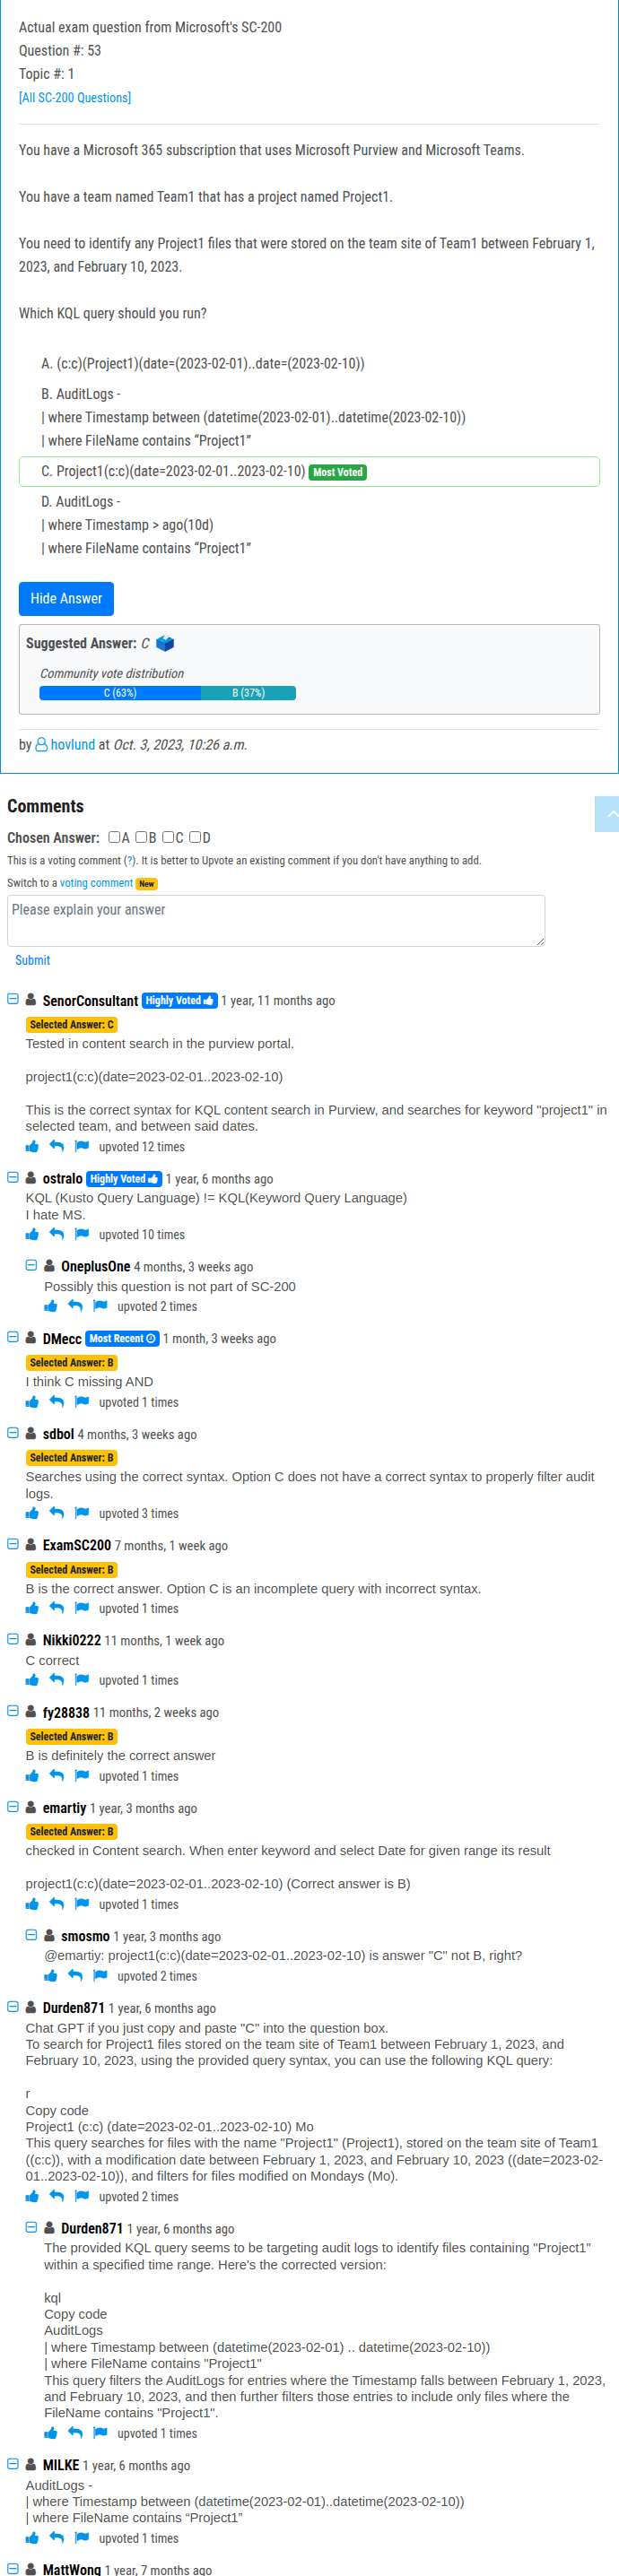 Actual exam question from Microsoft's SC-200
Question #: 53
Topic #: 1
[All SC-200 Questions]
You have a Microsoft 365 subscription that uses Microsoft Purview and Microsoft Teams.
You have a team named Team1 that has a project named Project1.
You need to identify any Project1 files that were stored on the team site of Team1 between February 1,
2023, and February 10, 2023.
Which KQL query should you run?
A. (c:c)(Project1)(date=(2023-02-01)..date=(2023-02-10))
B. AuditLogs -
| where Timestamp between (datetime(2023-02-01)..datetime(2023-02-10))
| where FileName contains “Project1”
C. Project1(c:c)(date=2023-02-01..2023-02-10) Most Voted
D. AuditLogs -
| where Timestamp > ago(10d)
| where FileName contains “Project1”
Hide Answer
Suggested Answer: C
Community vote distribution
C (63%) B (37%)
by hovlund at Oct. 3, 2023, 10:26 a.m.
Comments
Chosen Answer: A B C D
This is a voting comment (?). It is better to Upvote an existing comment if you don't have anything to add.
Switch to a voting comment New
Please explain your answer
Submit
SenorConsultant Highly Voted 1 year, 11 months ago
Selected Answer: C
Tested in content search in the purview portal.
project1(c:c)(date=2023-02-01..2023-02-10)
This is the correct syntax for KQL content search in Purview, and searches for keyword "project1" in
selected team, and between said dates.
upvoted 12 times
ostralo Highly Voted 1 year, 6 months ago
KQL (Kusto Query Language) != KQL(Keyword Query Language)
I hate MS.
upvoted 10 times
OneplusOne 4 months, 3 weeks ago
Possibly this question is not part of SC-200
upvoted 2 times
DMecc Most Recent 1 month, 3 weeks ago
Selected Answer: B
I think C missing AND
upvoted 1 times
sdbol 4 months, 3 weeks ago
Selected Answer: B
Searches using the correct syntax. Option C does not have a correct syntax to properly filter audit
logs.
upvoted 3 times
ExamSC200 7 months, 1 week ago
Selected Answer: B
B is the correct answer. Option C is an incomplete query with incorrect syntax.
upvoted 1 times
Nikki0222 11 months, 1 week ago
C correct
upvoted 1 times
fy28838 11 months, 2 weeks ago
Selected Answer: B
B is definitely the correct answer
upvoted 1 times
emartiy 1 year, 3 months ago
Selected Answer: B
checked in Content search. When enter keyword and select Date for given range its result
project1(c:c)(date=2023-02-01..2023-02-10) (Correct answer is B)
upvoted 1 times
smosmo 1 year, 3 months ago
@emartiy: project1(c:c)(date=2023-02-01..2023-02-10) is answer "C" not B, right?
upvoted 2 times
Durden871 1 year, 6 months ago
Chat GPT if you just copy and paste "C" into the question box.
To search for Project1 files stored on the team site of Team1 between February 1, 2023, and
February 10, 2023, using the provided query syntax, you can use the following KQL query:
r
Copy code
Project1 (c:c) (date=2023-02-01..2023-02-10) Mo
This query searches for files with the name "Project1" (Project1), stored on the team site of Team1
((c:c)), with a modification date between February 1, 2023, and February 10, 2023 ((date=2023-02-
01..2023-02-10)), and filters for files modified on Mondays (Mo).
upvoted 2 times
Durden871 1 year, 6 months ago
The provided KQL query seems to be targeting audit logs to identify files containing "Project1"
within a specified time range. Here's the corrected version:
kql
Copy code
AuditLogs
| where Timestamp between (datetime(2023-02-01) .. datetime(2023-02-10))
| where FileName contains "Project1"
This query filters the AuditLogs for entries where the Timestamp falls between February 1, 2023,
and February 10, 2023, and then further filters those entries to include only files where the
FileName contains "Project1".
upvoted 1 times
MILKE 1 year, 6 months ago
AuditLogs -
| where Timestamp between (datetime(2023-02-01)..datetime(2023-02-10))
| where FileName contains “Project1”
upvoted 1 times
MattWong 1 year, 7 months ago